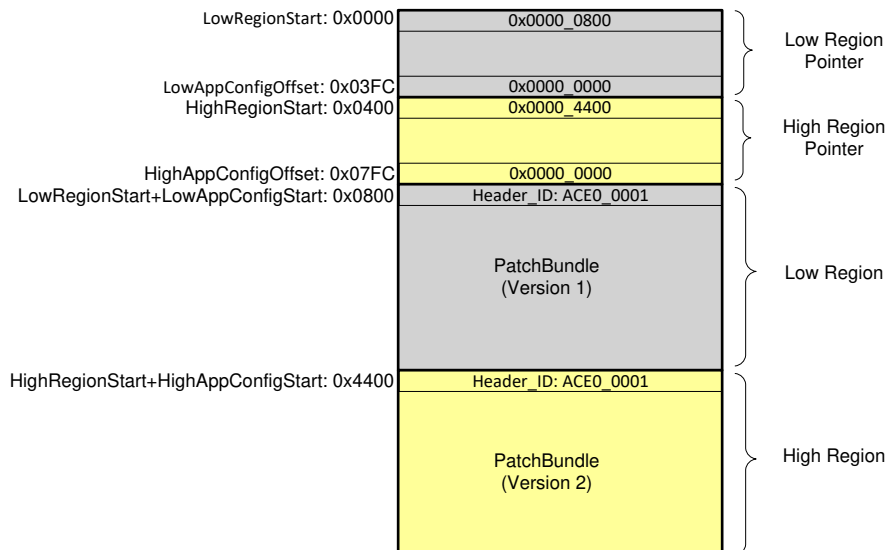 LowRegionStart: 0x0000
0x0000_0800
Low Region
Pointer
LowAppConfigOffset: 0x03FC
0x0000_0000
HighRegionStart: 0x0400
0x0000_4400
High Region
Pointer
HighAppConfigOffset: 0x07FC
0x0000_0000
LowRegionStart+LowAppConfigStart: 0x0800
Header_ID: ACE0_0001
PatchBundle
(Version 1)
Low Region
HighRegionStart+HighAppConfigStart: 0x4400
Header_ID: ACE0_0001
PatchBundle
(Version 2)
High Region